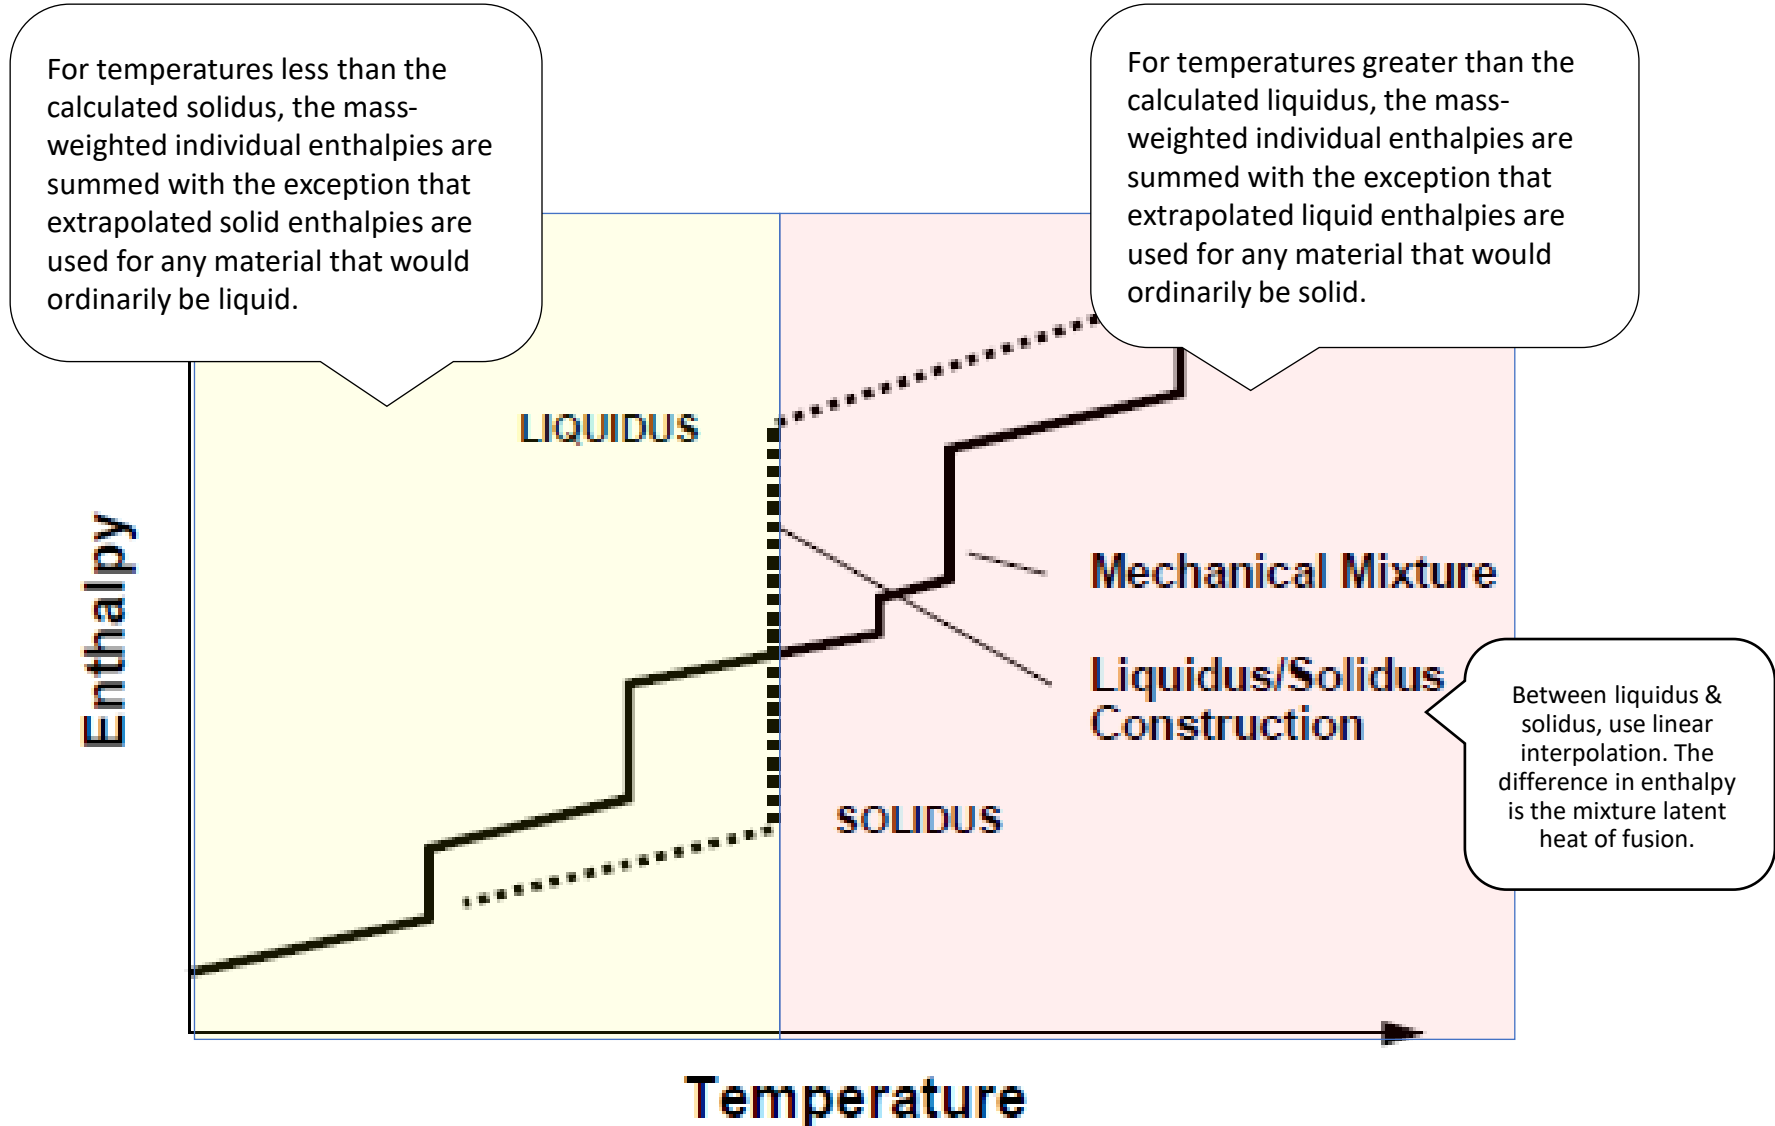 For temperatures less than the
calculated solidus, the mass-
weighted individual enthalpies are
summed with the exception that
extrapolated solid enthalpies are
used for any material that would
ordinarily be liquid.
For temperatures greater than the
calculated liquidus, the mass-
weighted individual enthalpies are
summed with the exception that
extrapolated liquid enthalpies are
used for any material that would
ordinarily be solid.
LIQUIDUS
Enthalpy
Mechanical Mixture
Liquidus/Solidus
Construction
Between liquidus &
solidus, use linear
interpolation. The
difference in enthalpy
is the mixture latent
heat of fusion.
SOLIDUS
Temperature